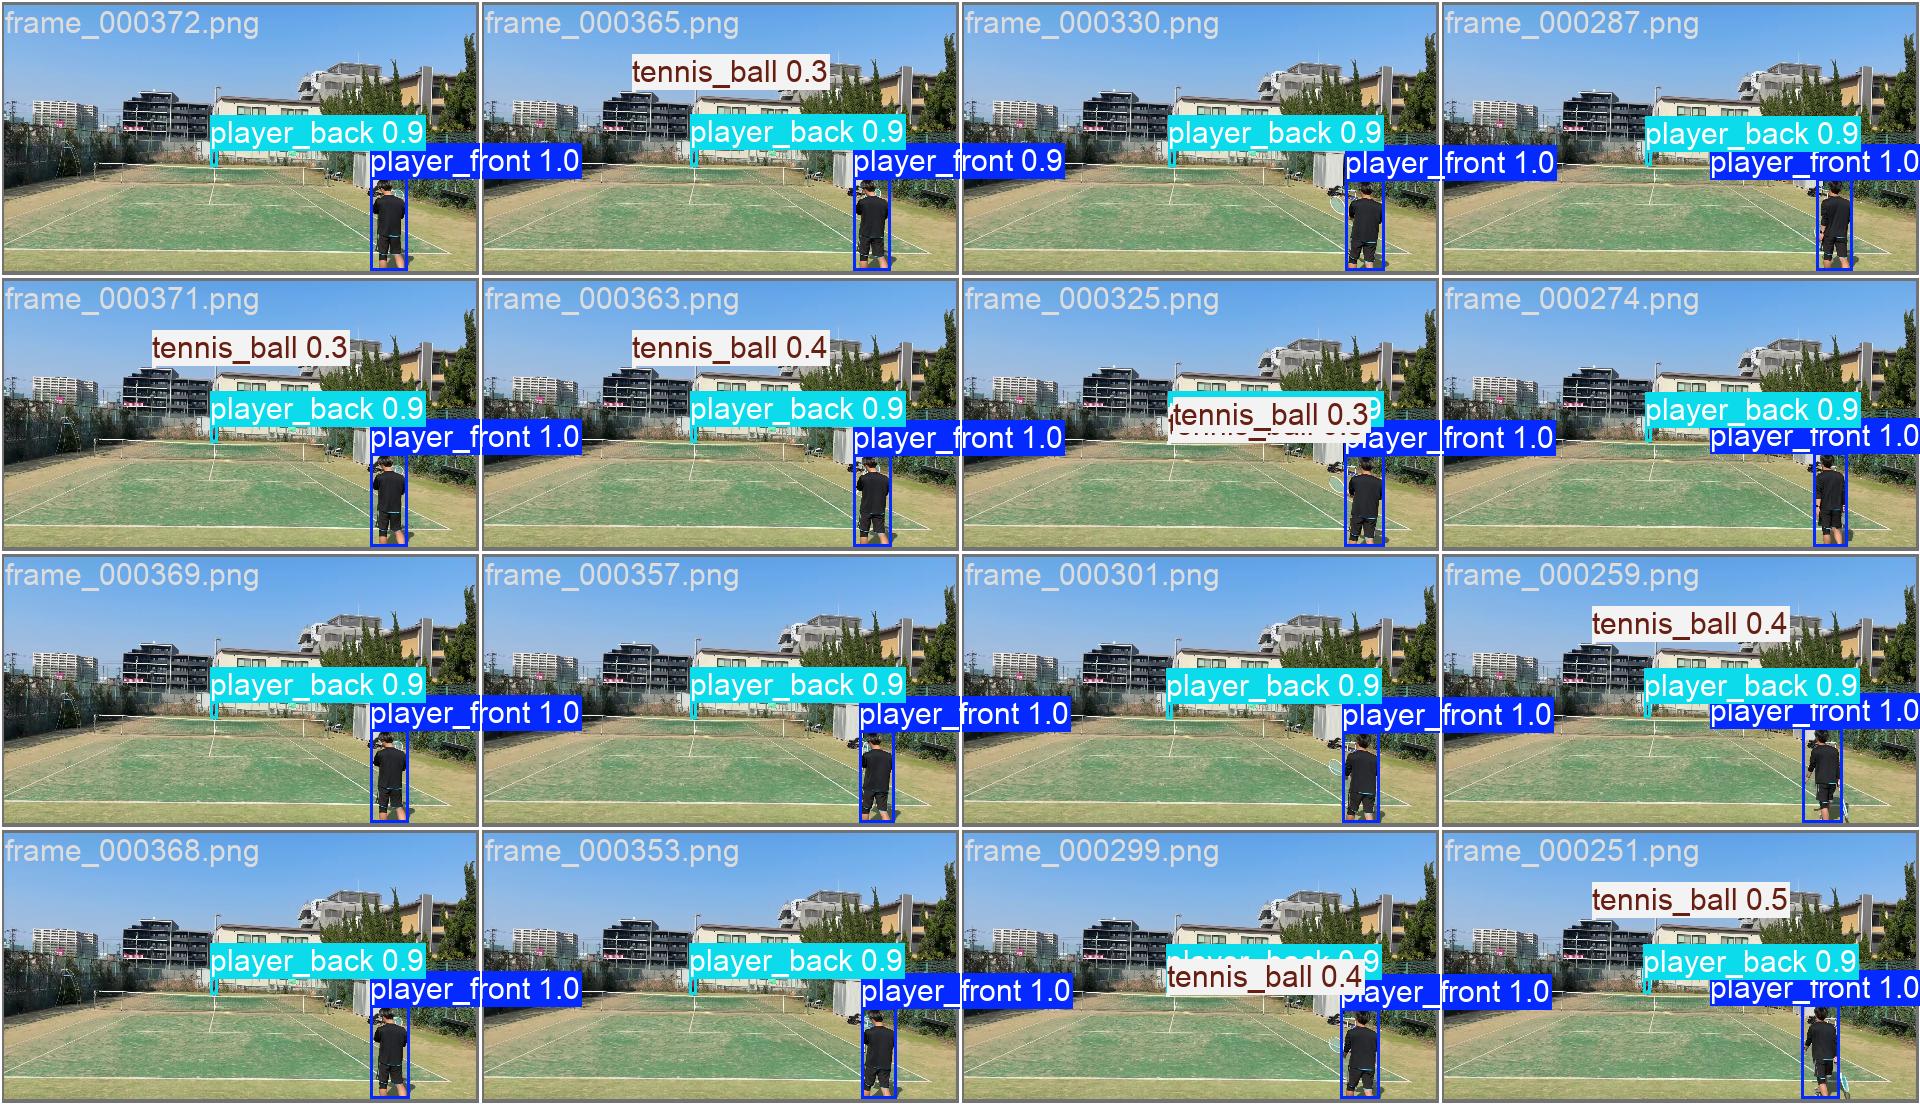 frame_000372.png
player_back 0.9
player_front 1.0
frame_000365.png
tennis_ball 0.3
player_back 0.9
player_front 0.9
frame_000330.png
player_back 0.9
player_front 1.0
frame_000287.png
player_back 0.9
player_front 1.0
frame_000371.png
tennis_ball 0.3
player_back 0.9
player_front 1.0
frame_000363.png
tennis_ball 0.4
player_back 0.9
player_front 1.0
frame_000325.png
tennis_ball 0.3
player_front 1.0
frame_000274.png
player_back 0.9
player_front 1.0
frame_000369.png
player_back 0.9
player_front 1.0
frame_000357.png
player_back 0.9
player_front 1.0
frame_000301.png
player_back 0.9
player_front 1.0
frame_000259.png
tennis_ball 0.4
player_back 0.9
player_front 1.0
frame_000368.png
player_back 0.9
player_front 1.0
frame_000353.png
player_back 0.9
player_front 1.0
frame_000299.png
player_back 0.9
tennis_ball 0.4
player_front 1.0
frame_000251.png
tennis_ball 0.5
player_back 0.9
player_front 1.0